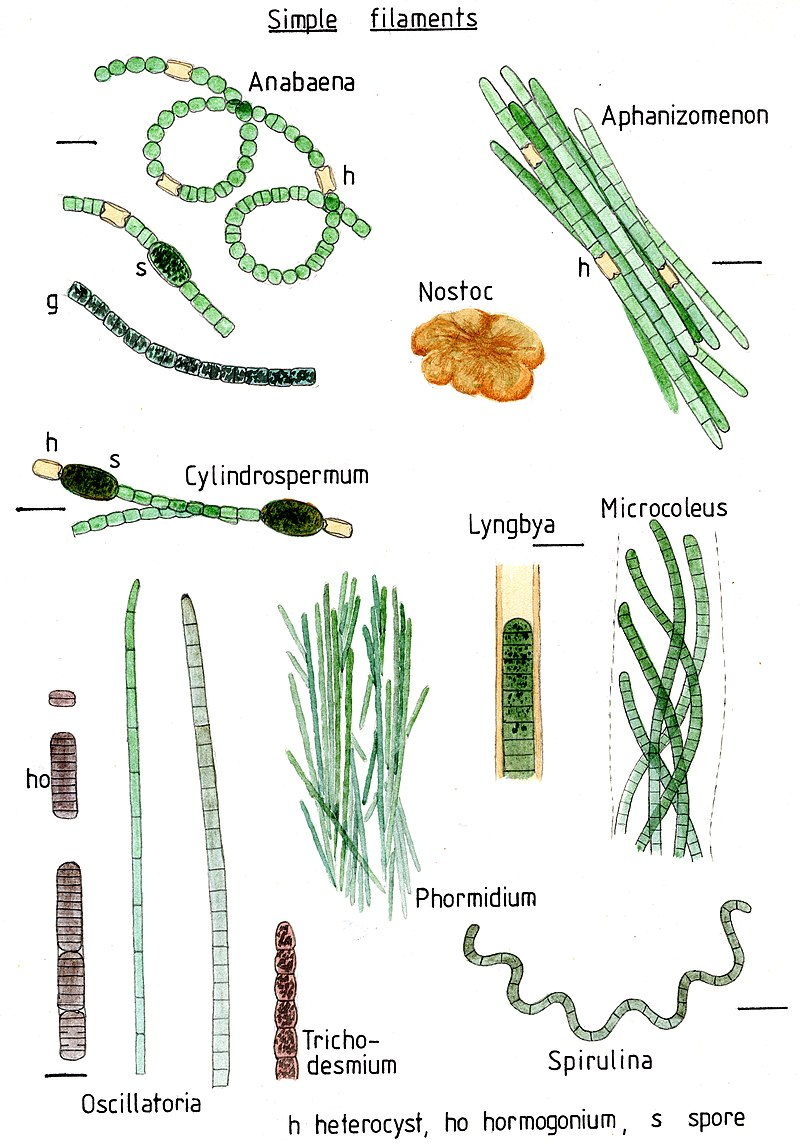 Simple filaments
Anabaena
Aphanizomenon
h
s
h
g
Nostoc
h
s
Cylindrospermum
Lyngbya
Microcoleus
ho
Phormidium
Tricho-
desmium
Spirulina
Oscillatoria
h heterocyst, ho hormogonium, s spore